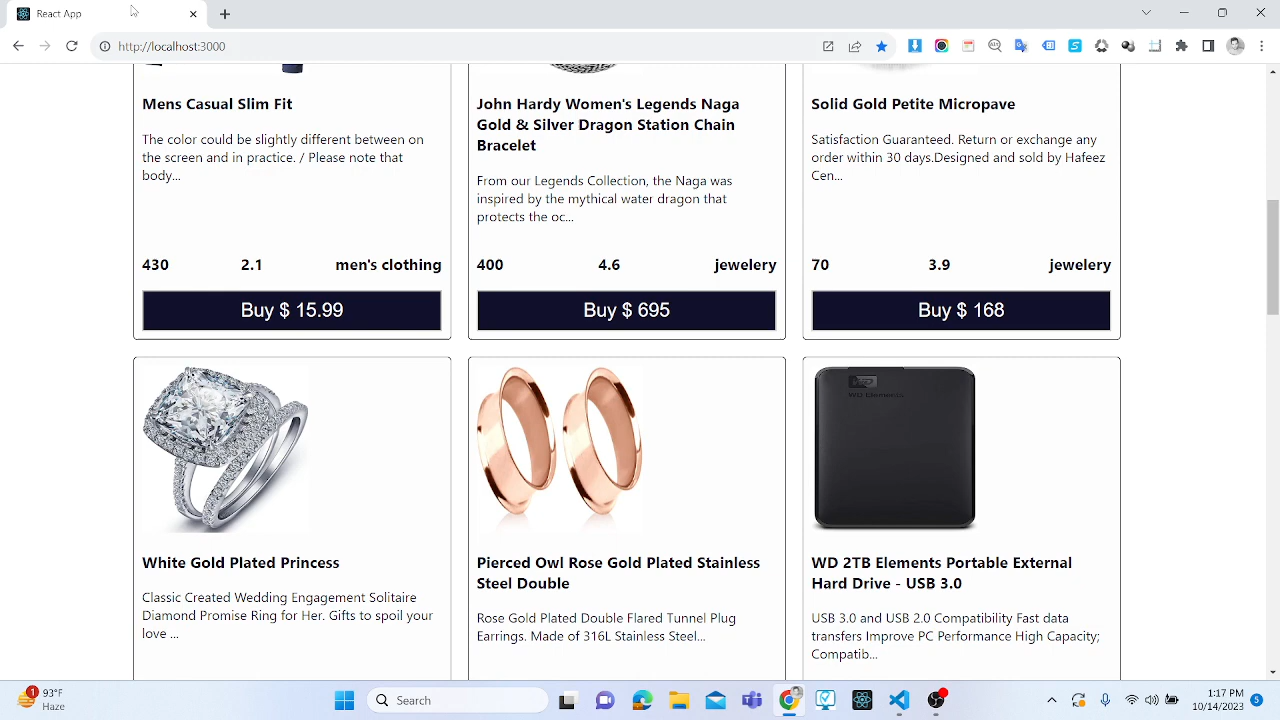 React App
http://localhost:3000
Mens Casual Slim Fit
The color could be slightly different between on
the screen and in practice. / Please note that
body...
430 2.1 men's clothing
Buy $ 15.99
John Hardy Women's Legends Naga
Gold & Silver Dragon Station Chain
Bracelet
From our Legends Collection, the Naga was
inspired by the mythical water dragon that
protects the oc...
400 4.6 jewelery
Buy $ 695
Solid Gold Petite Micropave
Satisfaction Guaranteed. Return or exchange any
order within 30 days.Designed and sold by Hafeez
Cen...
70 3.9 jewelery
Buy $ 168
White Gold Plated Princess
Classic Created Wedding Engagement Solitaire
Diamond Promise Ring for Her. Gifts to spoil your
love ...
Pierced Owl Rose Gold Plated Stainless
Steel Double
Rose Gold Plated Double Flared Tunnel Plug
Earrings. Made of 316L Stainless Steel...
WD
WD Elements
WD 2TB Elements Portable External
Hard Drive - USB 3.0
USB 3.0 and USB 2.0 Compatibility Fast data
transfers Improve PC Performance High Capacity;
Compatib...
1
93°F
Haze
Search
1:17 PM
10/14/2023
5